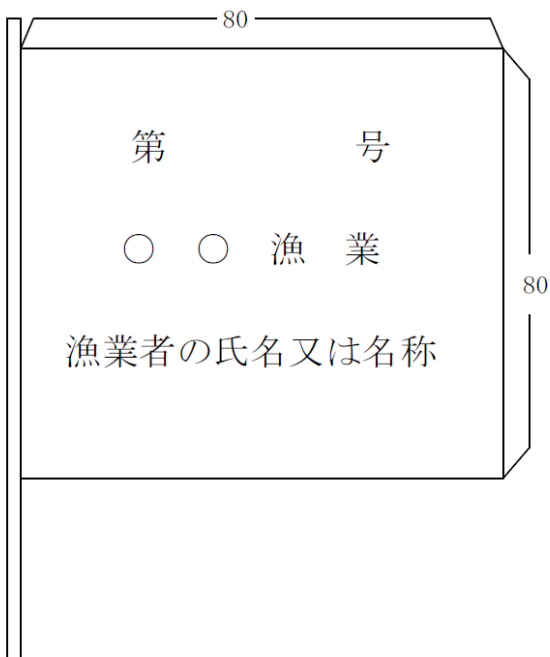 80
第　　　　　号
○　○　漁　業
80
漁業者の氏名又は名称